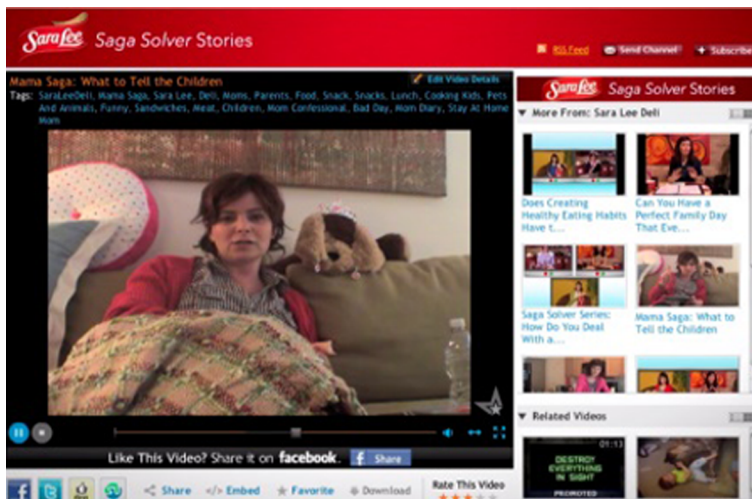 Sara Lee Saga Solver Stories
RSS Feed Send Channel + Subscribe
Mama Saga: What to Tell the Children
Edit Video Details
Tags: SaraLeeDeli, Mama Saga, Sara Lee, Deli, Moms, Parents, Food, Snack, Snacks, Lunch, Cooking Kids, Pets
And Animals, Funny, Sandwiches, Meat, Children, Mom Confessional, Bad Day, Mom Diary, Stay At Home
Mom
Like This Video? Share it on facebook. f Share
Share </> Embed Favorite Download
Rate This Video
Sara Lee Saga Solver Stories
More From: Sara Lee Deli
Does Creating
Healthy Eating Habits
Have t...
Can You Have a
Perfect Family Day
That Eve...
Saga Solver Series:
How Do You Deal
With a...
Mama Saga: What to
Tell the Children
Related Videos
01:13
DESTROY
EVERYTHING
IN SIGHT
PROMOTED